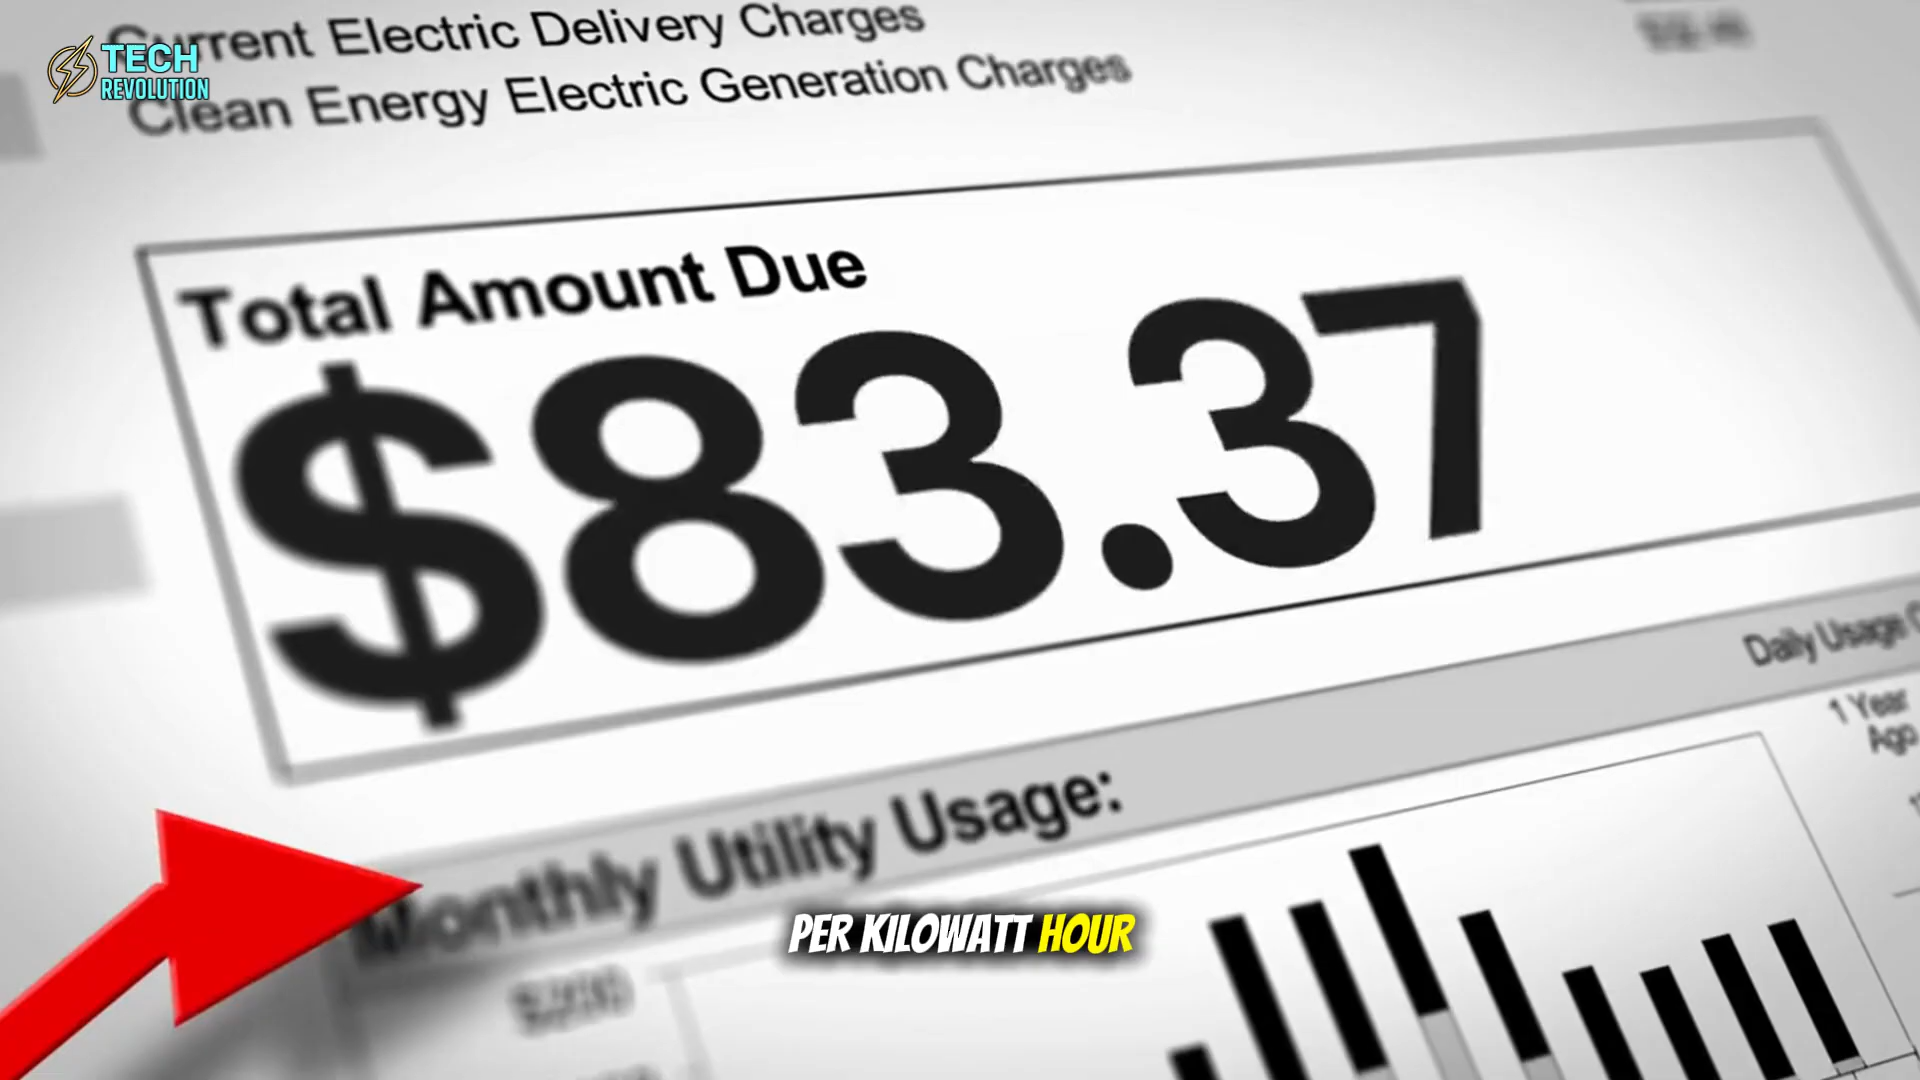 Current Electric Delivery Charges
TECH
REVOLUTION
Clean Energy Electric Generation Charges
Total Amount Due
$83.37
Daily Usage
Monthly Utility Usage:
1 Year
Ago
PER KILOWATT HOUR
$200